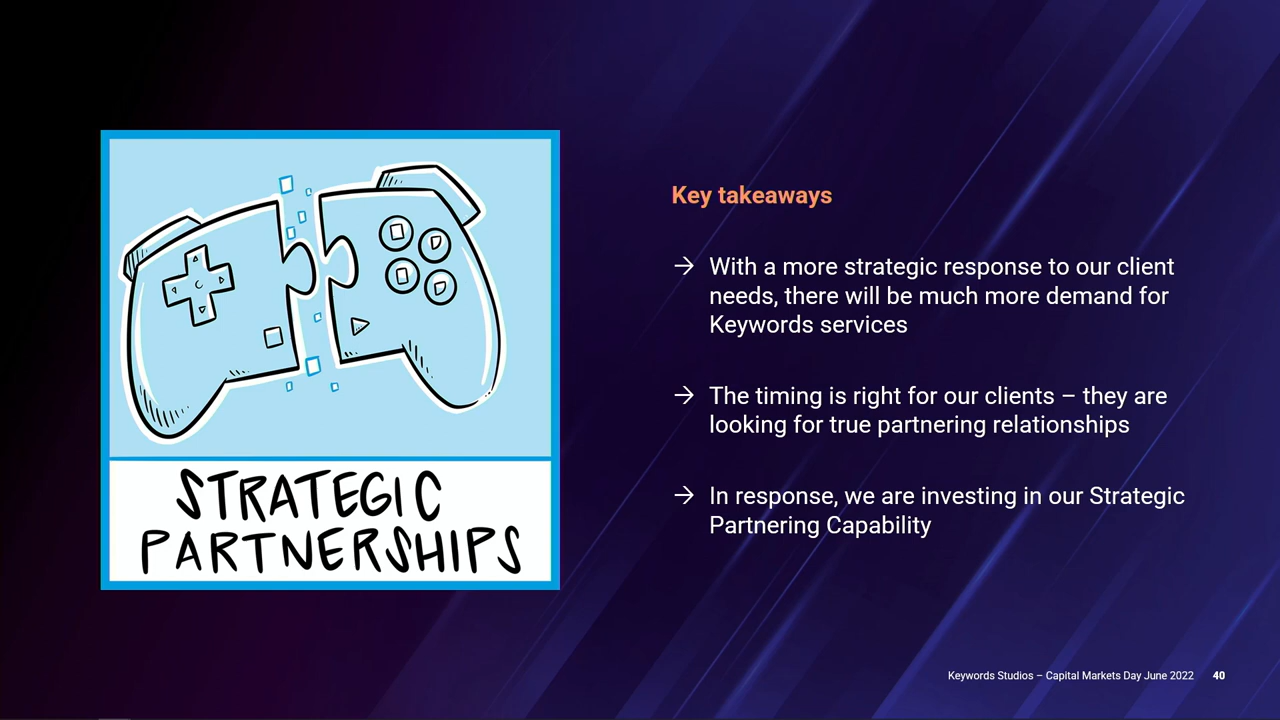 STRATEGIC
PARTNERSHIPS
Key takeaways
→ With a more strategic response to our client
needs, there will be much more demand for
Keywords services
→ The timing is right for our clients – they are
looking for true partnering relationships
→ In response, we are investing in our Strategic
Partnering Capability
Keywords Studios – Capital Markets Day June 2022 40